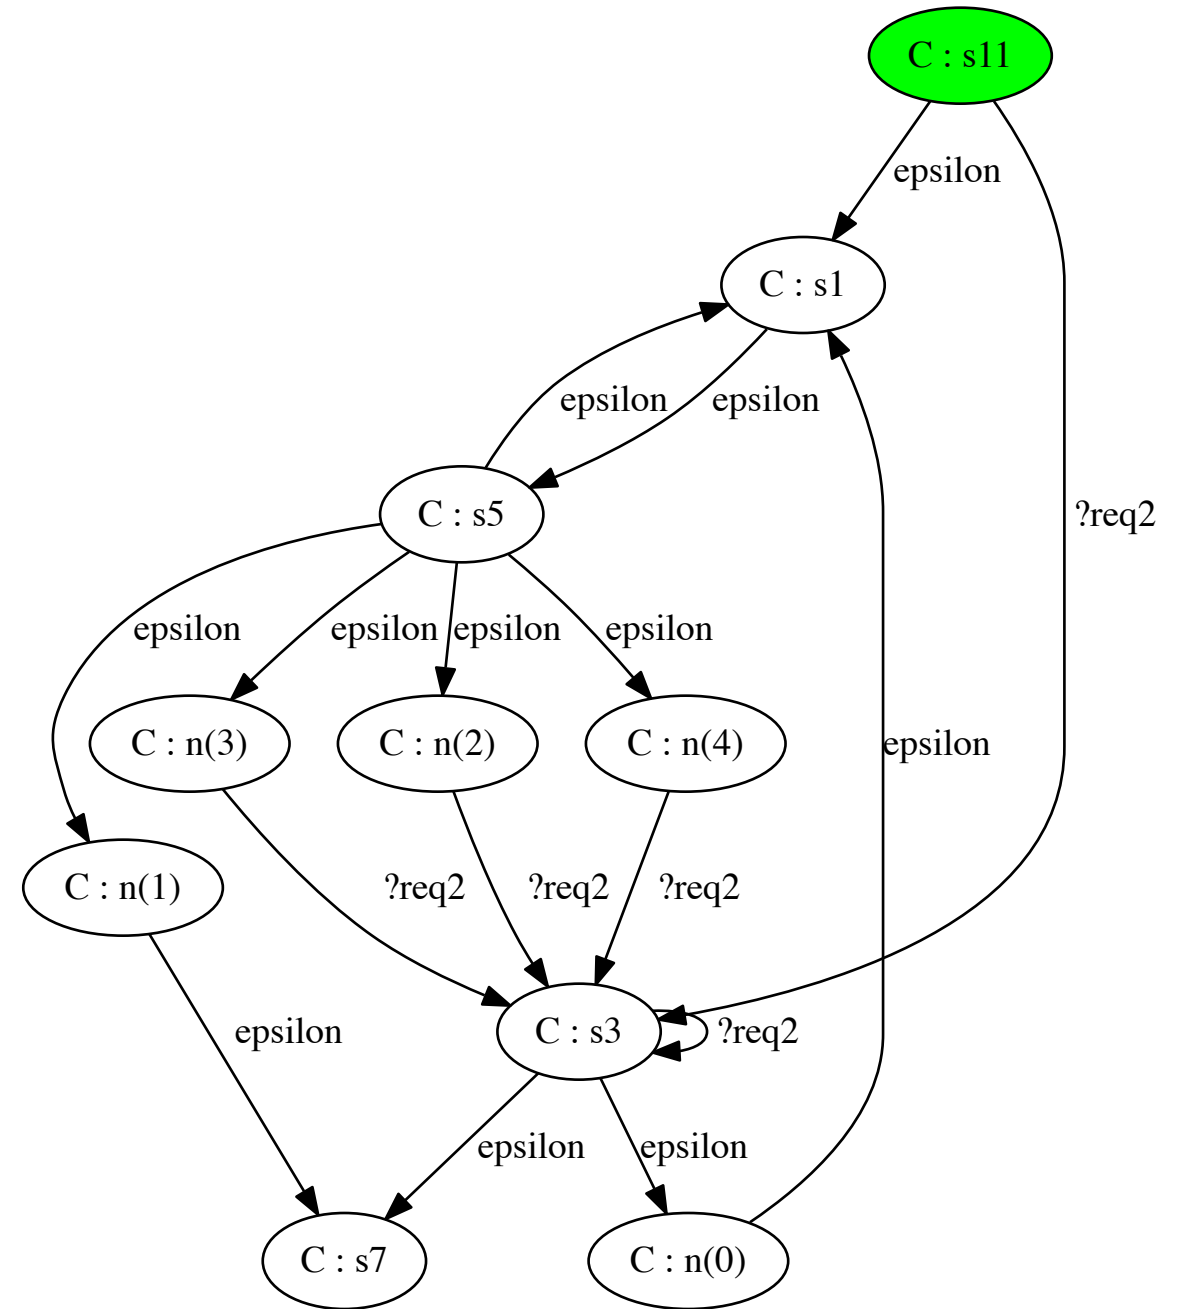 C : s11
epsilon
C : s1
epsilon
epsilon
C : s5
?req2
epsilon
epsilon
epsilon
epsilon
C : n(3)
C : n(2)
C : n(4)
epsilon
C : n(1)
?req2
?req2
?req2
epsilon
C : s3
?req2
epsilon
epsilon
C : s7
C : n(0)